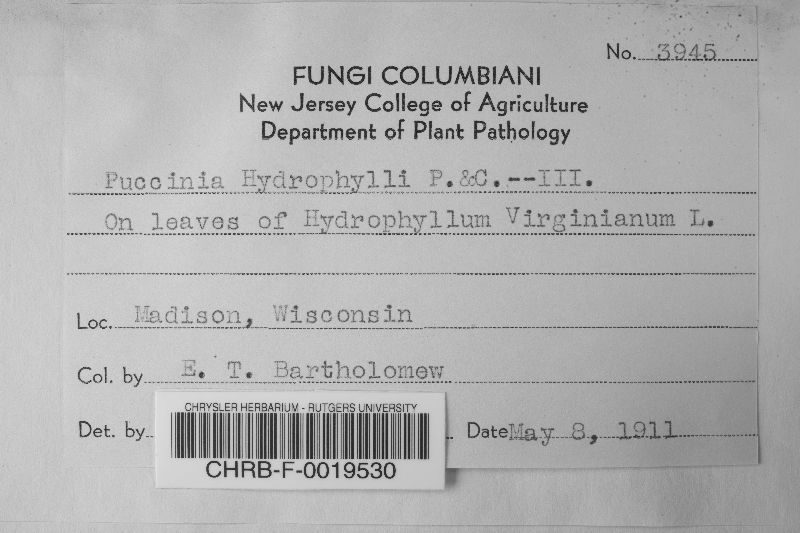 No. 3945
FUNGI COLUMBIANI
New Jersey College of Agriculture
Department of Plant Pathology
Puccinia Hydrophylli P.&C.--III.
On leaves of Hydrophyllum Virginianum L.
Loc. Madison, Wisconsin
Col. by E. T. Bartholomew
Det. by Date May 8, 1911
CHRYSLER HERBARIUM - RUTGERS UNIVERSITY
CHRB-F-0019530